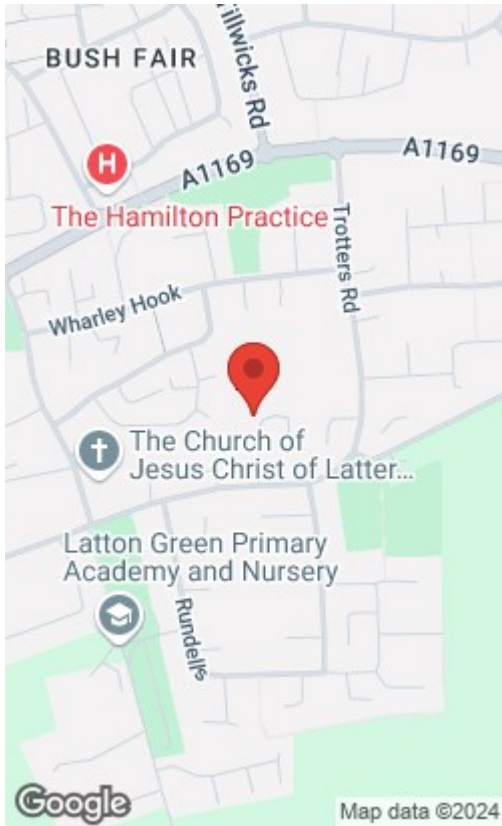 BUSH FAIR
illwicks Rd
A1169
A1169
H
The Hamilton Practice
Trotters Rd
Wharley Hook
The Church of
Jesus Christ of Latter...
Latton Green Primary
Academy and Nursery
Rundells
Google
Map data ©2024